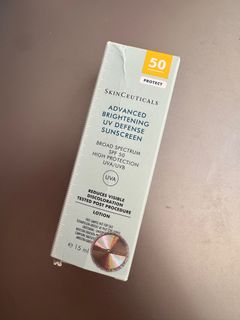 50
PROTECT
SKINCEUTICALS
ADVANCED
BRIGHTENING
UV DEFENSE
SUNSCREEN
BROAD SPECTRUM
SPF 50
HIGH PROTECTION
UVA/UVB
UVA
REDUCES VISIBLE
DISCOLORATION
TESTED POST PROCEDURE
LOTION
15 ml